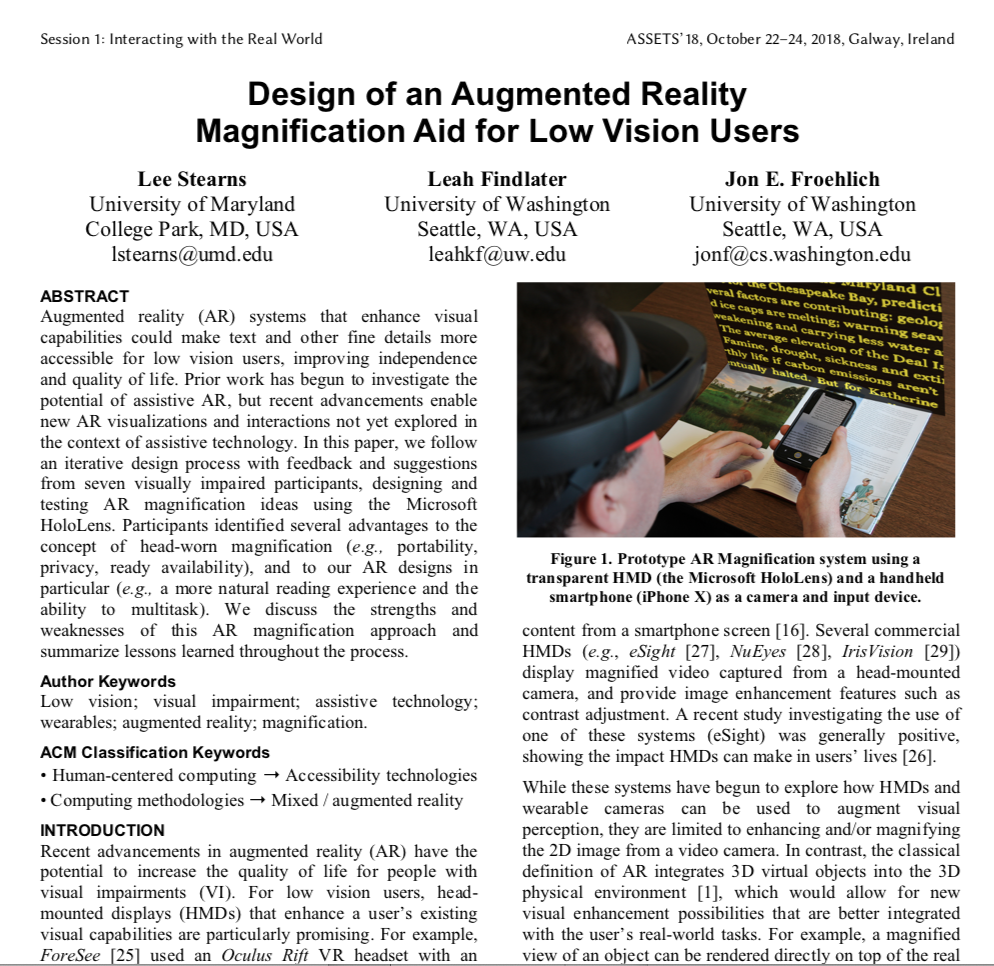 Session 1: Interacting with the Real World
ASSETS'18, October 22–24, 2018, Galway, Ireland
Design of an Augmented Reality
Magnification Aid for Low Vision Users
Lee Stearns
University of Maryland
College Park, MD, USA
lstearns@umd.edu
Leah Findlater
University of Washington
Seattle, WA, USA
leahkf@uw.edu
Jon E. Froehlich
University of Washington
Seattle, WA, USA
jonf@cs.washington.edu
ABSTRACT
Augmented reality (AR) systems that enhance visual
capabilities could make text and other fine details more
accessible for low vision users, improving independence
and quality of life. Prior work has begun to investigate the
potential of assistive AR, but recent advancements enable
new AR visualizations and interactions not yet explored in
the context of assistive technology. In this paper, we follow
an iterative design process with feedback and suggestions
from seven visually impaired participants, designing and
testing AR magnification ideas using the Microsoft
HoloLens. Participants identified several advantages to the
concept of head-worn magnification (e.g., portability,
privacy, ready availability), and to our AR designs in
particular (e.g., a more natural reading experience and the
ability to multitask). We discuss the strengths and
weaknesses of this AR magnification approach and
summarize lessons learned throughout the process.
Author Keywords
Low vision; visual impairment; assistive technology;
wearables; augmented reality; magnification.
ACM Classification Keywords
• Human-centered computing → Accessibility technologies
• Computing methodologies → Mixed / augmented reality
INTRODUCTION
Recent advancements in augmented reality (AR) have the
potential to increase the quality of life for people with
visual impairments (VI). For low vision users, head-
mounted displays (HMDs) that enhance a user's existing
visual capabilities are particularly promising. For example,
ForeSee [25] used an Oculus Rift VR headset with an
the Maryland Cl
the Chesapeake Bay, predicti
veral factors are contributing: geolog
d ice caps are melting; warming seav
weakening and carrying less water a
The average elevation of the Deal Is
Famine, drought, sickness and exti
thly life if carbon emissions aren't
ntually halted. But for Katherine
Figure 1. Prototype AR Magnification system using a
transparent HMD (the Microsoft HoloLens) and a handheld
smartphone (iPhone X) as a camera and input device.
content from a smartphone screen [16]. Several commercial
HMDs (e.g., eSight [27], NuEyes [28], IrisVision [29])
display magnified video captured from a head-mounted
camera, and provide image enhancement features such as
contrast adjustment. A recent study investigating the use of
one of these systems (eSight) was generally positive,
showing the impact HMDs can make in users' lives [26].
While these systems have begun to explore how HMDs and
wearable cameras can be used to augment visual
perception, they are limited to enhancing and/or magnifying
the 2D image from a video camera. In contrast, the classical
definition of AR integrates 3D virtual objects into the 3D
physical environment [1], which would allow for new
visual enhancement possibilities that are better integrated
with the user's real-world tasks. For example, a magnified
view of an object can be rendered directly on top of the real